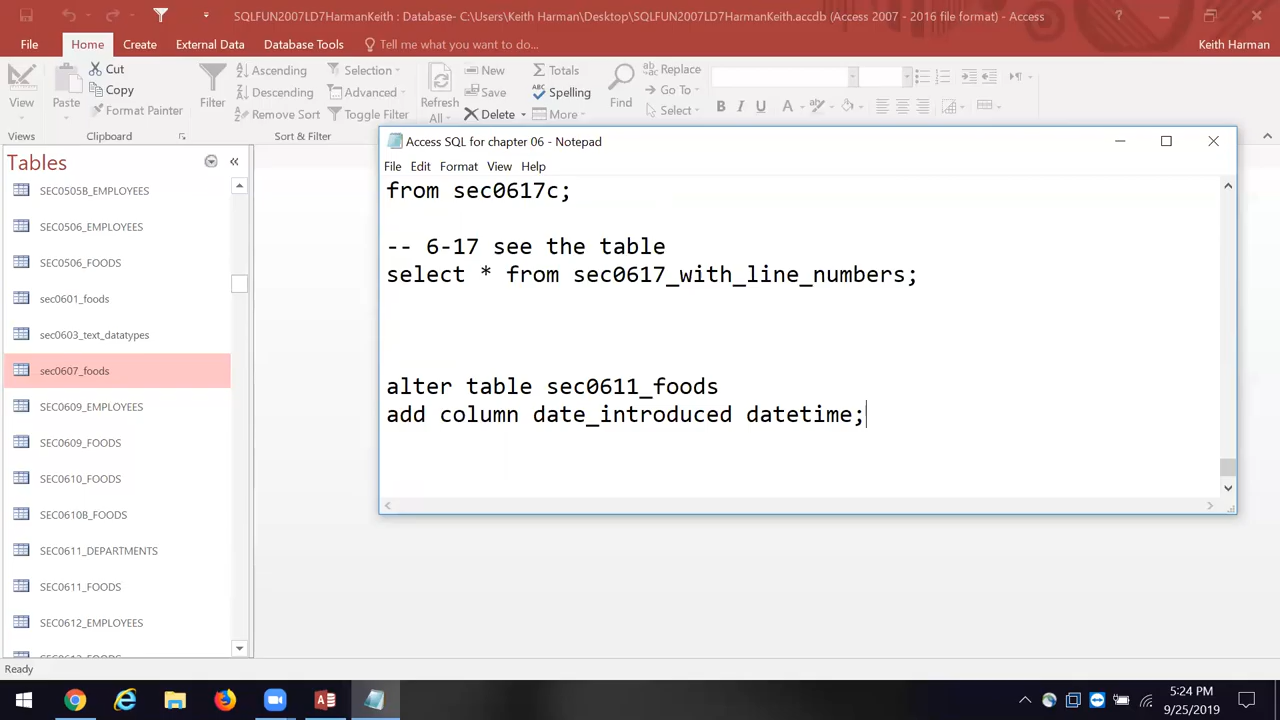 SQLFUN2007LD7HarmanKeith : Database- C:\Users\Keith Harman\Desktop\SQLFUN2007LD7HarmanKeith.accdb (Access 2007 - 2016 file format) - Access
File Home Create External Data Database Tools Tell me what you want to do... Keith Harman
View
Views
Paste
Cut
Copy
Format Painter
Clipboard
Filter
Ascending
Descending
Remove Sort
Selection
Advanced
Toggle Filter
Sort & Filter
Refresh All
New
Save
Delete
Totals
Spelling
More
Find
Replace
Go To
Select
B I U A
Tables
SEC0505B_EMPLOYEES
SEC0506_EMPLOYEES
SEC0506_FOODS
sec0601_foods
sec0603_text_datatypes
sec0607_foods
SEC0609_EMPLOYEES
SEC0609_FOODS
SEC0610_FOODS
SEC0610B_FOODS
SEC0611_DEPARTMENTS
SEC0611_FOODS
SEC0612_EMPLOYEES
Access SQL for chapter 06 - Notepad
File Edit Format View Help
from sec0617c;
-- 6-17 see the table
select * from sec0617_with_line_numbers;
alter table sec0611_foods
add column date_introduced datetime;
Ready
5:24 PM
9/25/2019